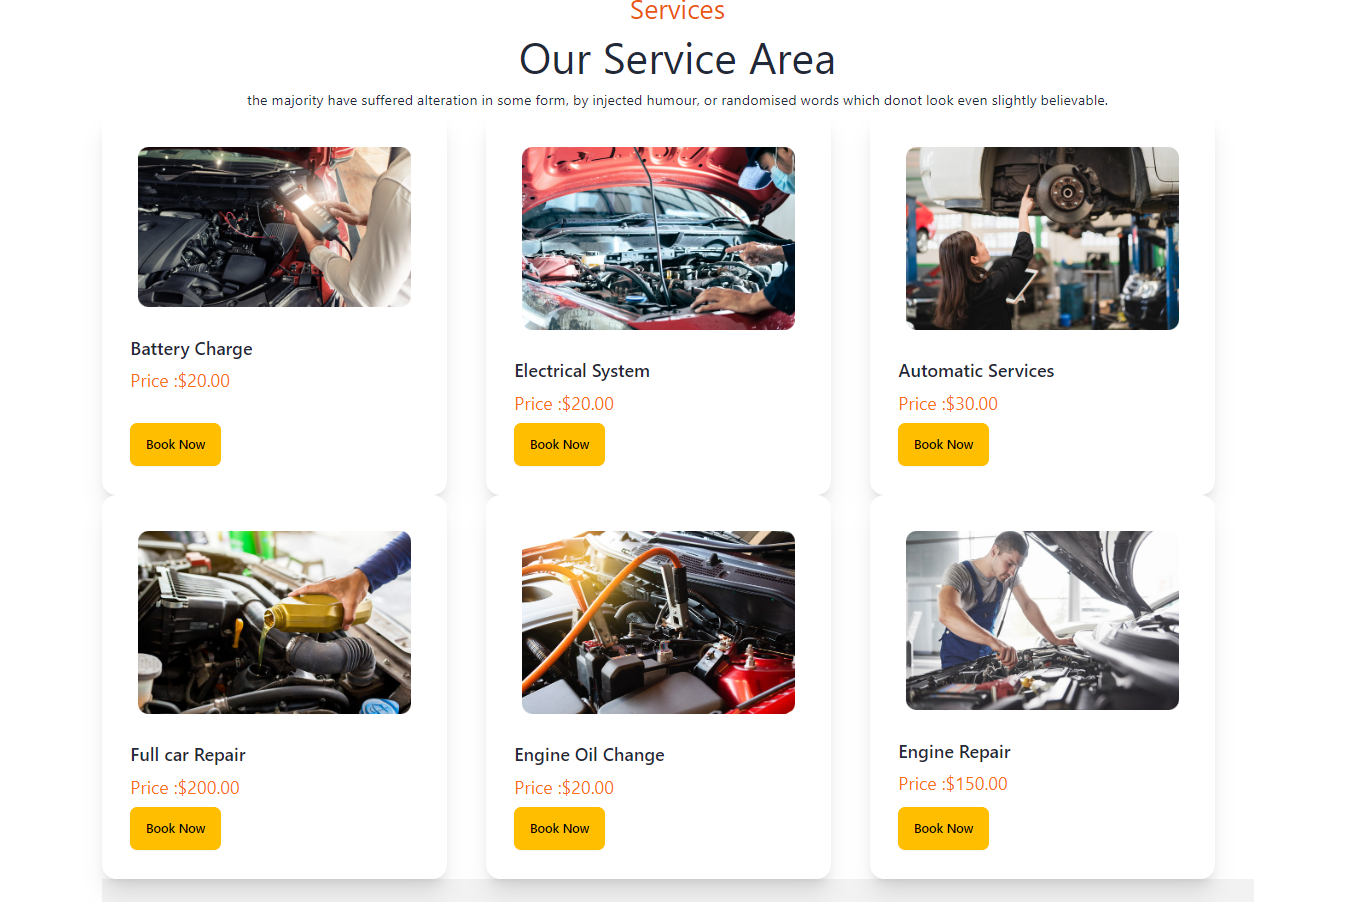 Services
Our Service Area
the majority have suffered alteration in some form, by injected humour, or randomised words which donot look even slightly believable.
Battery Charge
Price :$20.00
Book Now
Electrical System
Price :$20.00
Book Now
Automatic Services
Price :$30.00
Book Now
Full car Repair
Price :$200.00
Book Now
Engine Oil Change
Price :$20.00
Book Now
Engine Repair
Price :$150.00
Book Now